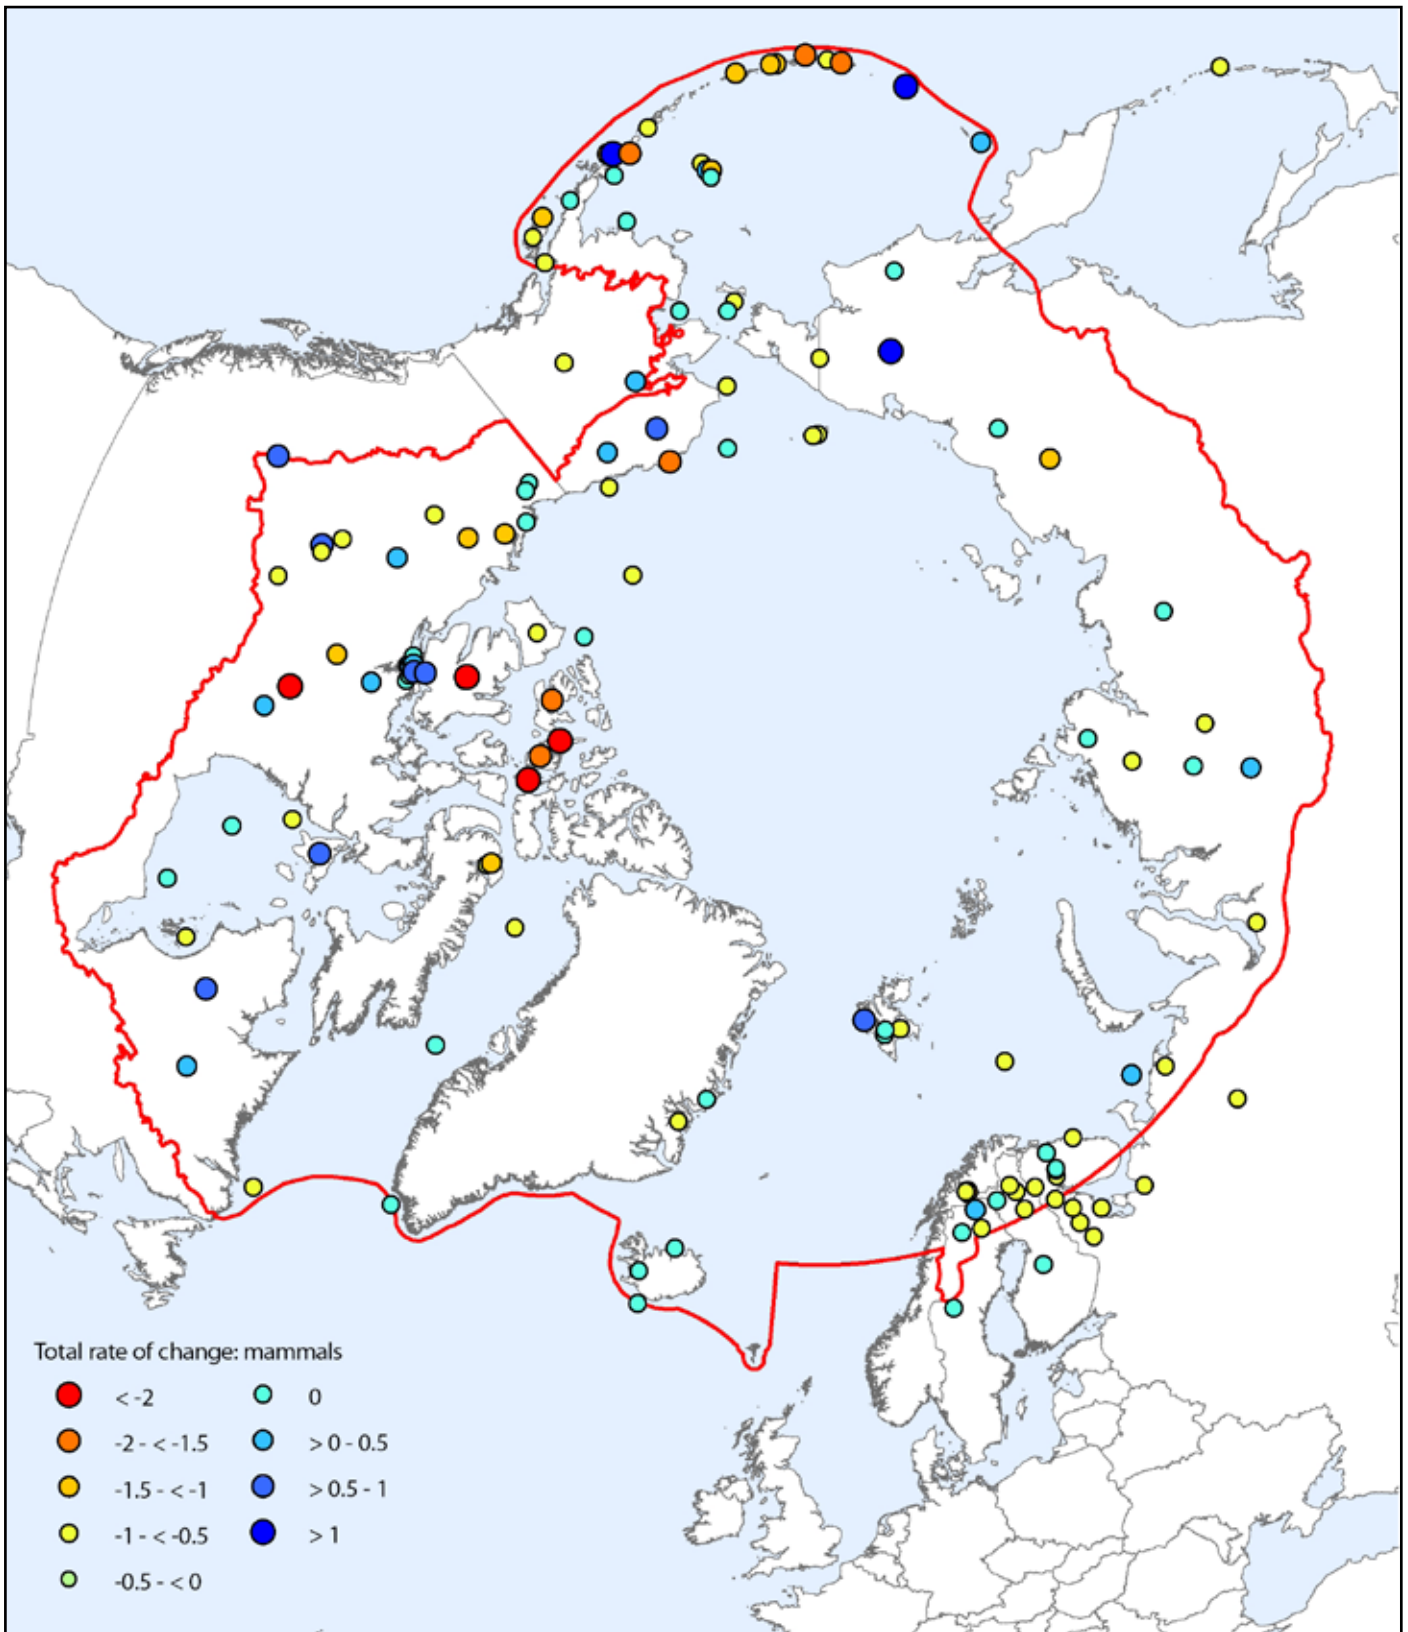 Total rate of change: mammals
< -2
-2 - < -1.5
-1.5 - < -1
-1 - < -0.5
-0.5 - < 0
0
> 0 - 0.5
> 0.5 - 1
> 1